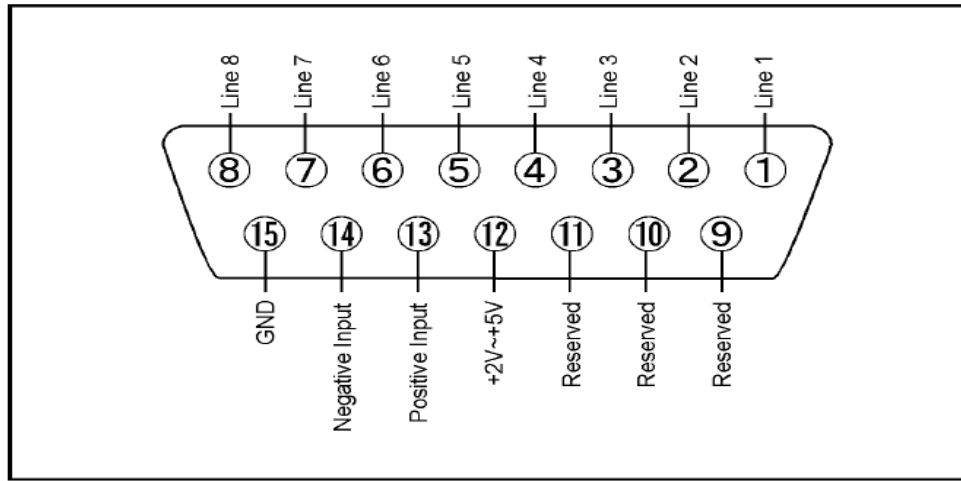 Line 8
Line 7
Line 6
Line 5
Line 4
Line 3
Line 2
Line 1
8
7
6
5
4
3
2
1
15
14
13
12
11
10
9
GND
Negative Input
Positive Input
+2V~+5V
Reserved
Reserved
Reserved